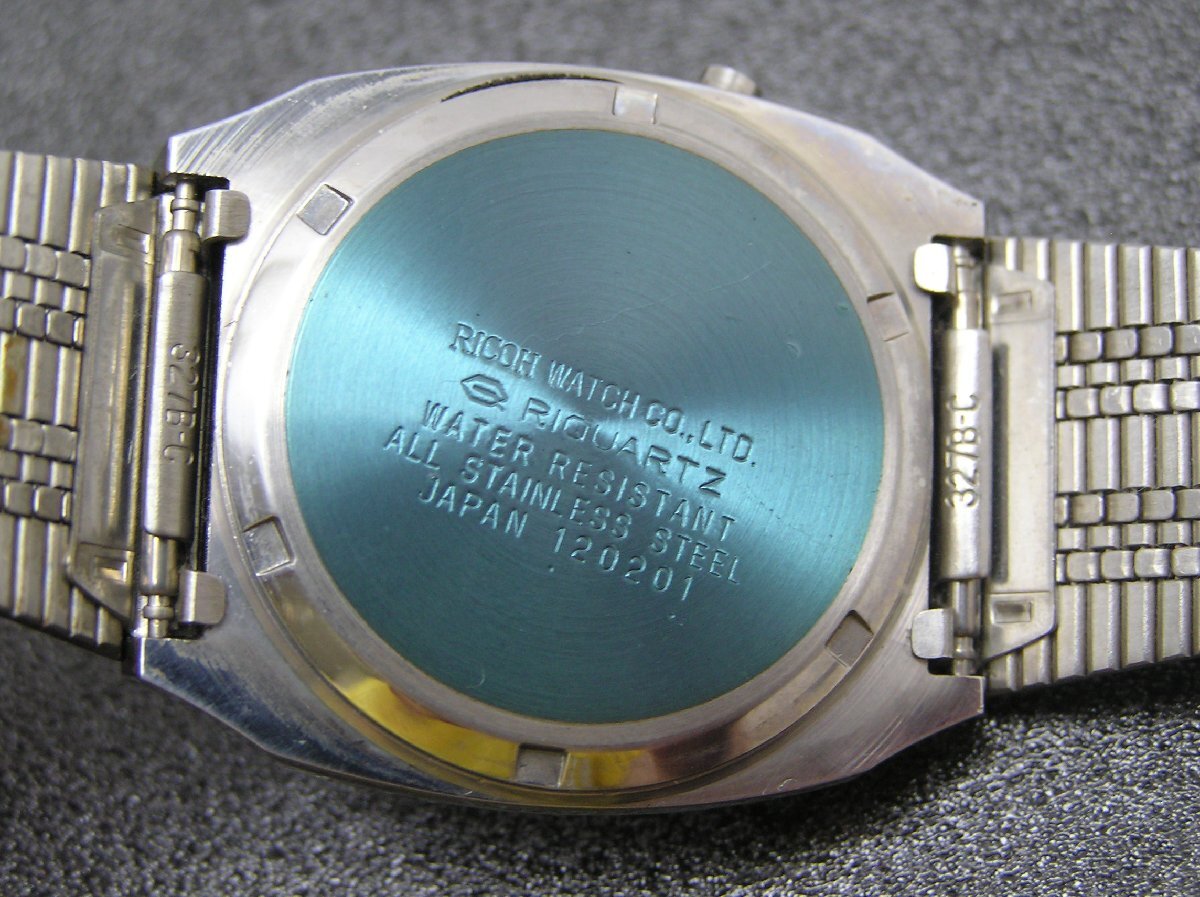 RICOH WATCH CO., LTD.
RIQUARTZ
WATER RESISTANT
ALL STAINLESS STEEL
JAPAN 120201
327B-C
327B-C